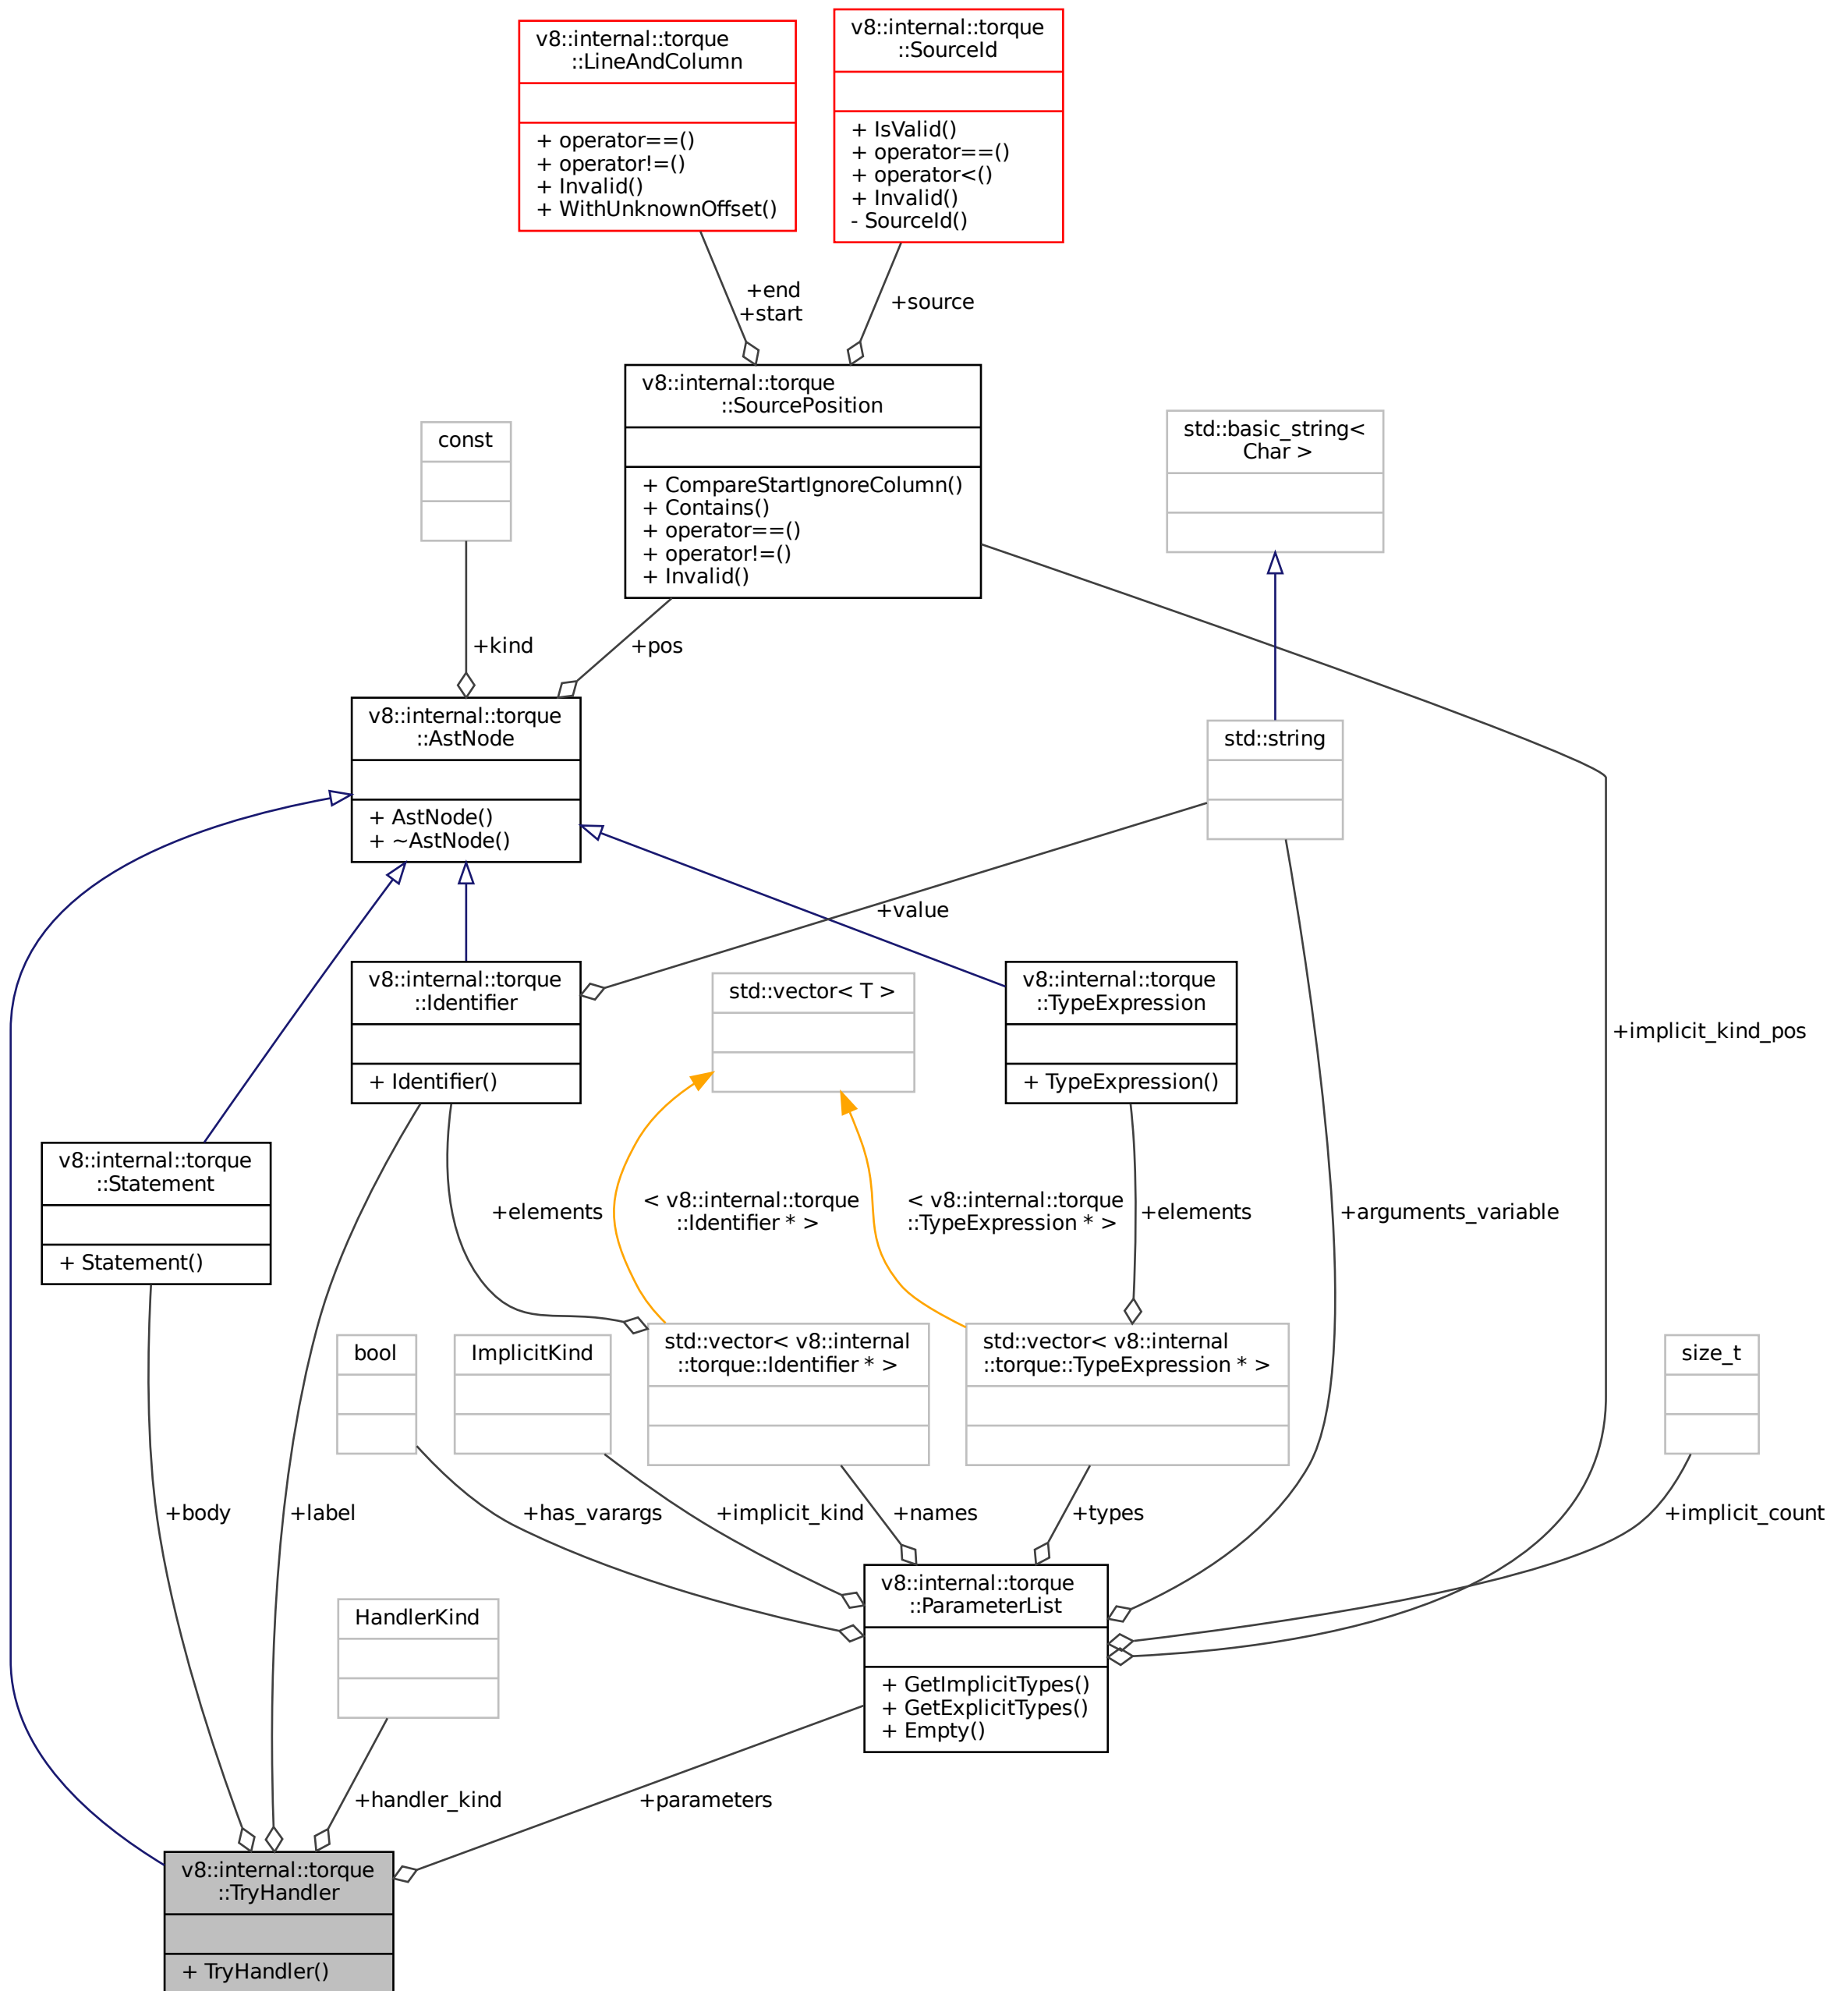 v8::internal::torque
::LineAndColumn
+ operator==()
+ operator!=()
+ Invalid()
+ WithUnknownOffset()
v8::internal::torque
::SourceId
+ IsValid()
+ operator==()
+ operator<()
+ Invalid()
- SourceId()
+end
+start
+source
v8::internal::torque
::SourcePosition
+ CompareStartIgnoreColumn()
+ Contains()
+ operator==()
+ operator!=()
+ Invalid()
const
std::basic_string<
Char >
+kind
+pos
v8::internal::torque
::AstNode
+ AstNode()
+ ~AstNode()
std::string
+value
v8::internal::torque
::Identifier
+ Identifier()
std::vector< T >
v8::internal::torque
::TypeExpression
+ TypeExpression()
+implicit_kind_pos
v8::internal::torque
::Statement
+ Statement()
+elements
< v8::internal::torque
::Identifier * >
< v8::internal::torque
::TypeExpression * >
+elements
+arguments_variable
bool
ImplicitKind
std::vector< v8::internal
::torque::Identifier * >
std::vector< v8::internal
::torque::TypeExpression * >
size_t
+body
+label
+has_varargs
+implicit_kind
+names
+types
+implicit_count
HandlerKind
v8::internal::torque
::ParameterList
+ GetImplicitTypes()
+ GetExplicitTypes()
+ Empty()
+handler_kind
+parameters
v8::internal::torque
::TryHandler
+ TryHandler()